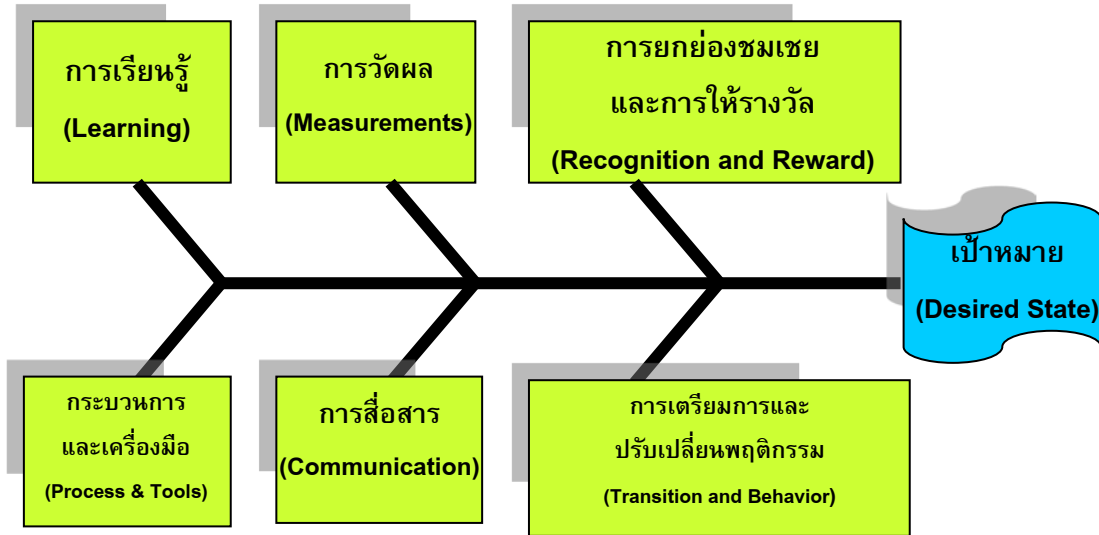 การเรียนรู้
(Learning)
การวัดผล
(Measurements)
การยกย่องชมเชย
และการให้รางวัล
(Recognition and Reward)
เป้าหมาย
(Desired State)
กระบวนการ
และเครื่องมือ
(Process & Tools)
การสื่อสาร
(Communication)
การเตรียมการและ
ปรับเปลี่ยนพฤติกรรม
(Transition and Behavior)